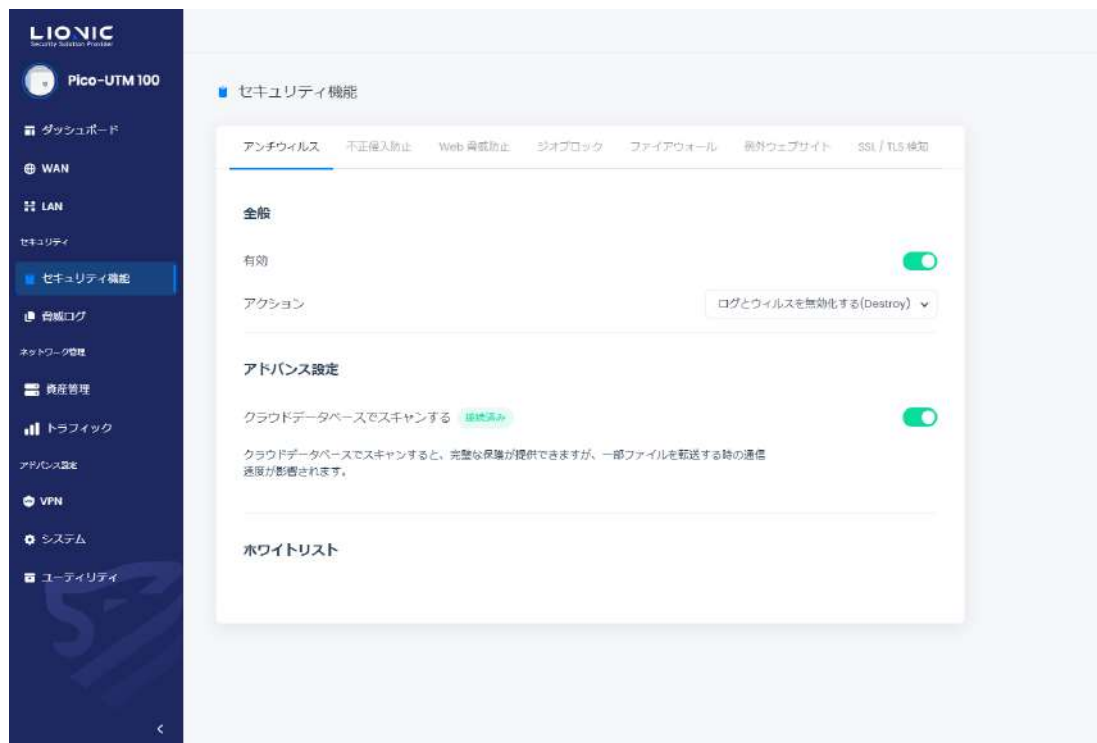 LIONIC
Security Solution Provider
Pico-UTM 100
ダッシュボード
WAN
LAN
セキュリティ
セキュリティ機能
脅威ログ
ネットワーク管理
資産管理
トラフィック
アドバンス設定
VPN
システム
ユーティリティ
セキュリティ機能
アンチウィルス 不正侵入防止 Web 脅威防止 ジオブロック ファイアウォール 例外ウェブサイト SSL / TLS 検知
全般
有効
アクション ログとウィルスを無効化する(Destroy)
アドバンス設定
クラウドデータベースでスキャンする 接続済み
クラウドデータベースでスキャンすると、完璧な保護が提供できますが、一部ファイルを転送する時の通信
速度が影響されます。
ホワイトリスト